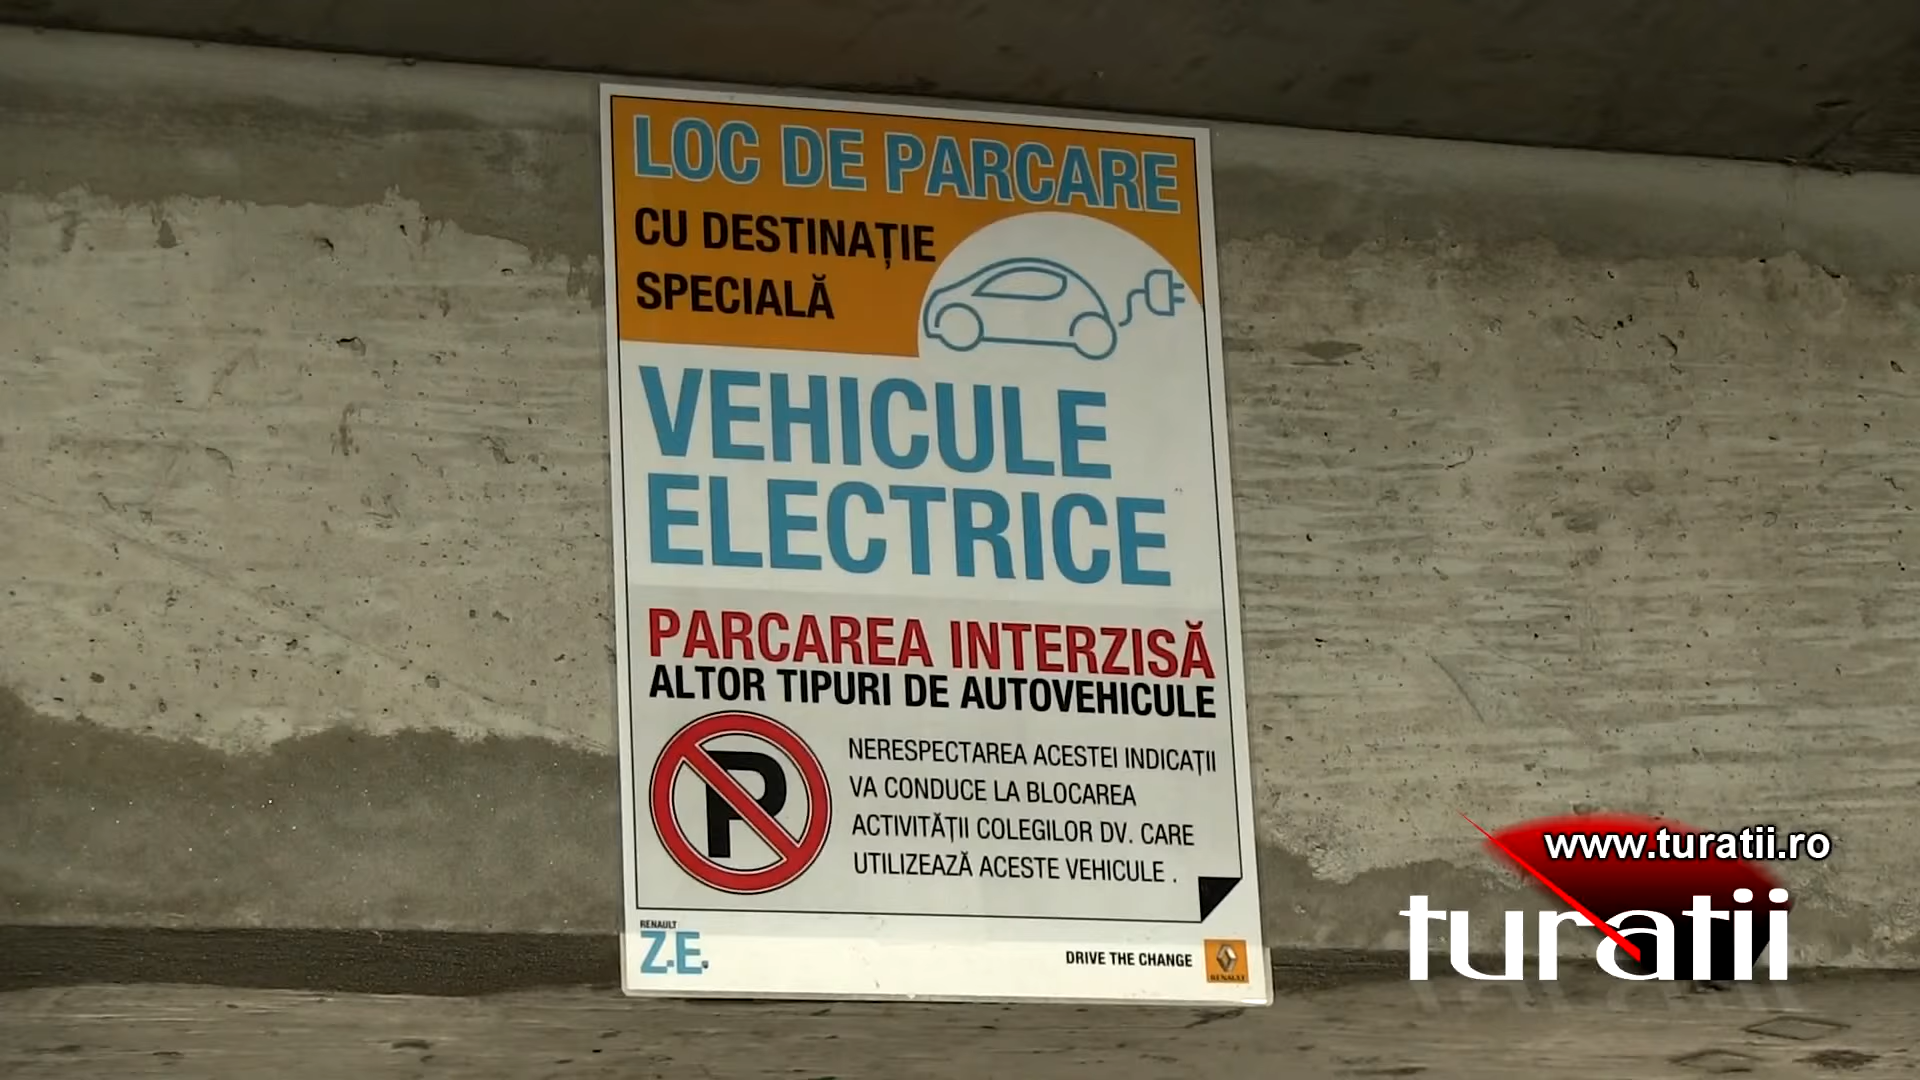 LOC DE PARCARE
CU DESTINAȚIE
SPECIALĂ
VEHICULE
ELECTRICE
PARCAREA INTERZISĂ
ALTOR TIPURI DE AUTOVEHICULE
P
NERESPECTAREA ACESTEI INDICAȚII
VA CONDUCE LA BLOCAREA
ACTIVITĂȚII COLEGILOR DV. CARE
UTILIZEAZĂ ACESTE VEHICULE .
RENAULT
Z.E.
DRIVE THE CHANGE
RENAULT
www.turatii.ro
turatii